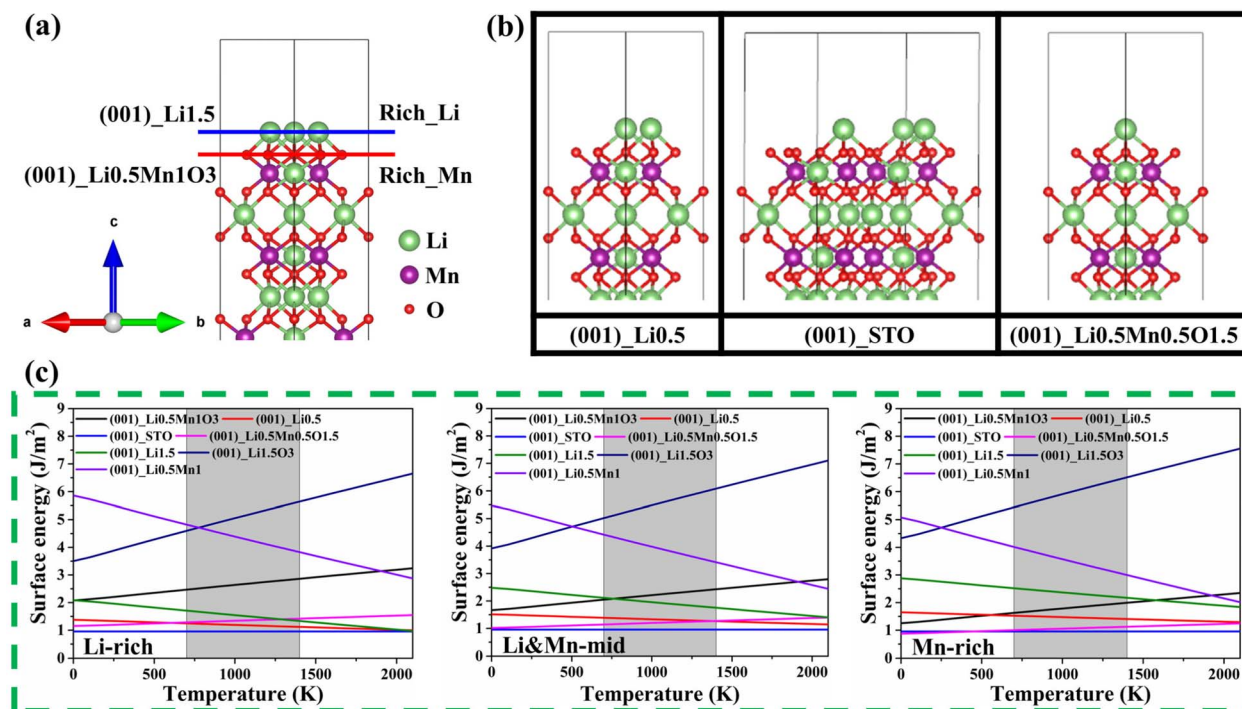 (a)
(001)_Li1.5
Rich_Li
(001)_Li0.5Mn1O3
Rich_Mn
c
a
b
Li
Mn
O
(b)
(001)_Li0.5
(001)_STO
(001)_Li0.5Mn0.5O1.5
(c)
Surface energy (J/m²)
9
8
7
6
5
4
3
2
1
0
(001)_Li0.5Mn1O3
(001)_Li0.5
(001)_STO
(001)_Li0.5Mn0.5O1.5
(001)_Li1.5
(001)_Li1.5O3
(001)_Li0.5Mn1
Li-rich
0 500 1000 1500 2000
Temperature (K)
Surface energy (J/m²)
9
8
7
6
5
4
3
2
1
0
(001)_Li0.5Mn1O3
(001)_Li0.5
(001)_STO
(001)_Li0.5Mn0.5O1.5
(001)_Li1.5
(001)_Li1.5O3
(001)_Li0.5Mn1
Li&Mn-mid
0 500 1000 1500 2000
Temperature (K)
Surface energy (J/m²)
9
8
7
6
5
4
3
2
1
0
(001)_Li0.5Mn1O3
(001)_Li0.5
(001)_STO
(001)_Li0.5Mn0.5O1.5
(001)_Li1.5
(001)_Li1.5O3
(001)_Li0.5Mn1
Mn-rich
0 500 1000 1500 2000
Temperature (K)